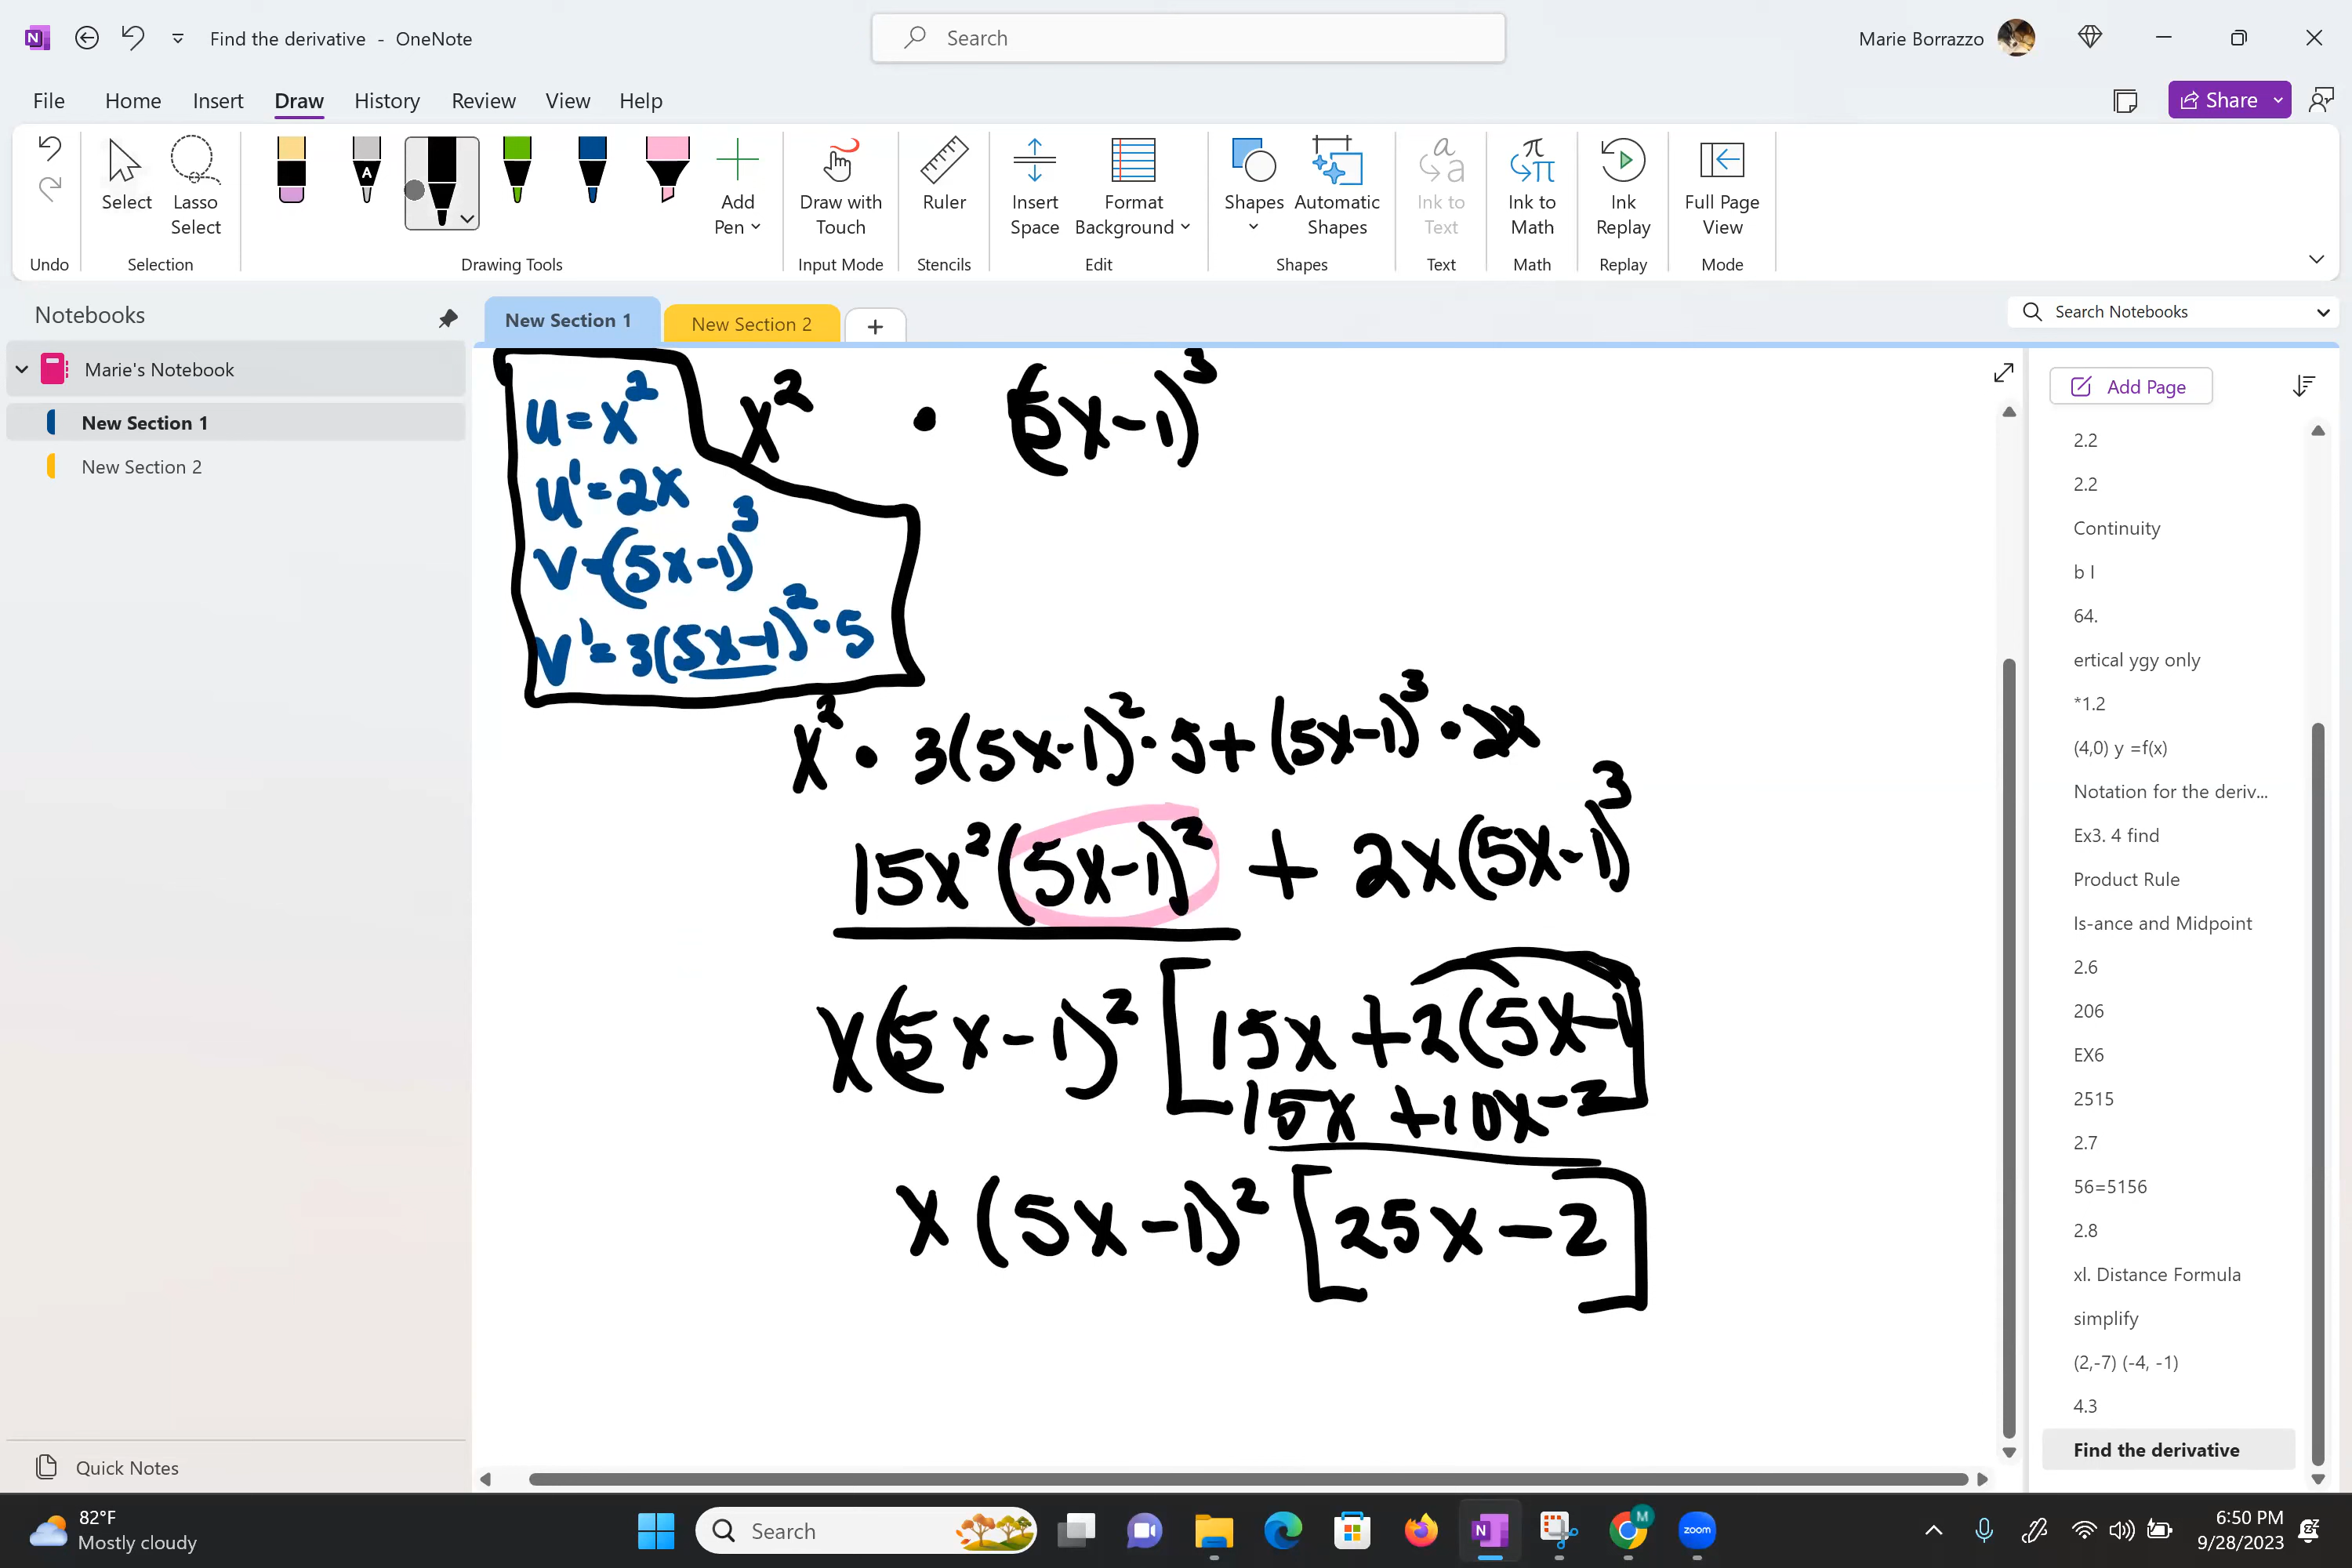 Find the derivative - OneNote
Search
Marie Borrazzo
File Home Insert Draw History Review View Help
Share
Select
Lasso Select
A
Add Pen
Draw with Touch
Ruler
Insert Space
Format Background
Shapes
Automatic Shapes
Ink to Text
Ink to Math
Ink Replay
Full Page View
Undo Selection Drawing Tools Input Mode Stencils Edit Shapes Text Math Replay Mode
Notebooks
New Section 1
New Section 2
+
Search Notebooks
Marie's Notebook
New Section 1
New Section 2
Quick Notes
u=x²
u'=2x
v=(5x-1)³
v'=3(5x-1)²·5
x² · (5x-1)³
x² · 3(5x-1)²·5+(5x-1)³·2x
15x²(5x-1)² + 2x(5x-1)³
x(5x-1)² [15x+2(5x-1)]
15x +10x-2
x(5x-1)² [25x-2]
Add Page
2.2
2.2
Continuity
b I
64.
ertical ygy only
*1.2
(4,0) y =f(x)
Notation for the deriv...
Ex3. 4 find
Product Rule
Is-ance and Midpoint
2.6
206
EX6
2515
2.7
56=5156
2.8
xl. Distance Formula
simplify
(2,-7) (-4, -1)
4.3
Find the derivative
82°F
Mostly cloudy
Search
zoom
M
6:50 PM
9/28/2023